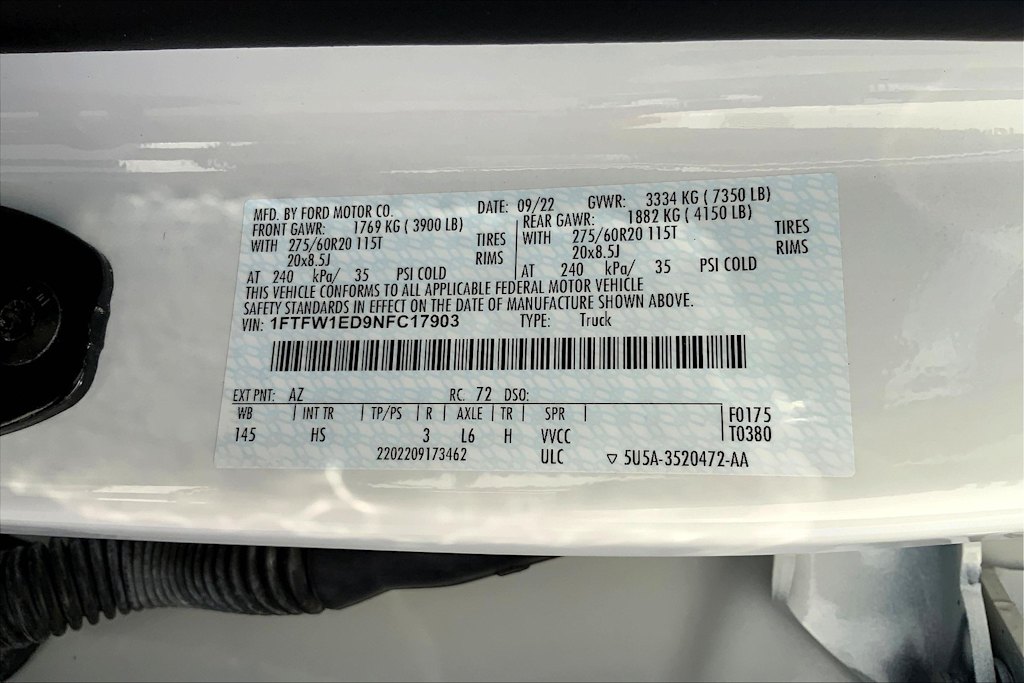 MFD. BY FORD MOTOR CO. DATE: 09/22 GVWR: 3334 KG ( 7350 LB)
FRONT GAWR: 1769 KG ( 3900 LB) REAR GAWR: 1882 KG ( 4150 LB)
WITH 275/60R20 115T TIRES WITH 275/60R20 115T TIRES
20x8.5J RIMS 20x8.5J RIMS
AT 240 kPa/ 35 PSI COLD AT 240 kPa/ 35 PSI COLD
THIS VEHICLE CONFORMS TO ALL APPLICABLE FEDERAL MOTOR VEHICLE
SAFETY STANDARDS IN EFFECT ON THE DATE OF MANUFACTURE SHOWN ABOVE.
VIN: 1FTFW1ED9NFC17903 TYPE: Truck
EXT PNT: AZ RC: 72 DSO:
WB INT TR TP/PS R AXLE TR SPR F0175
145 HS 3 L6 H VVCC T0380
2202209173462 ULC ▽ 5U5A-3520472-AA